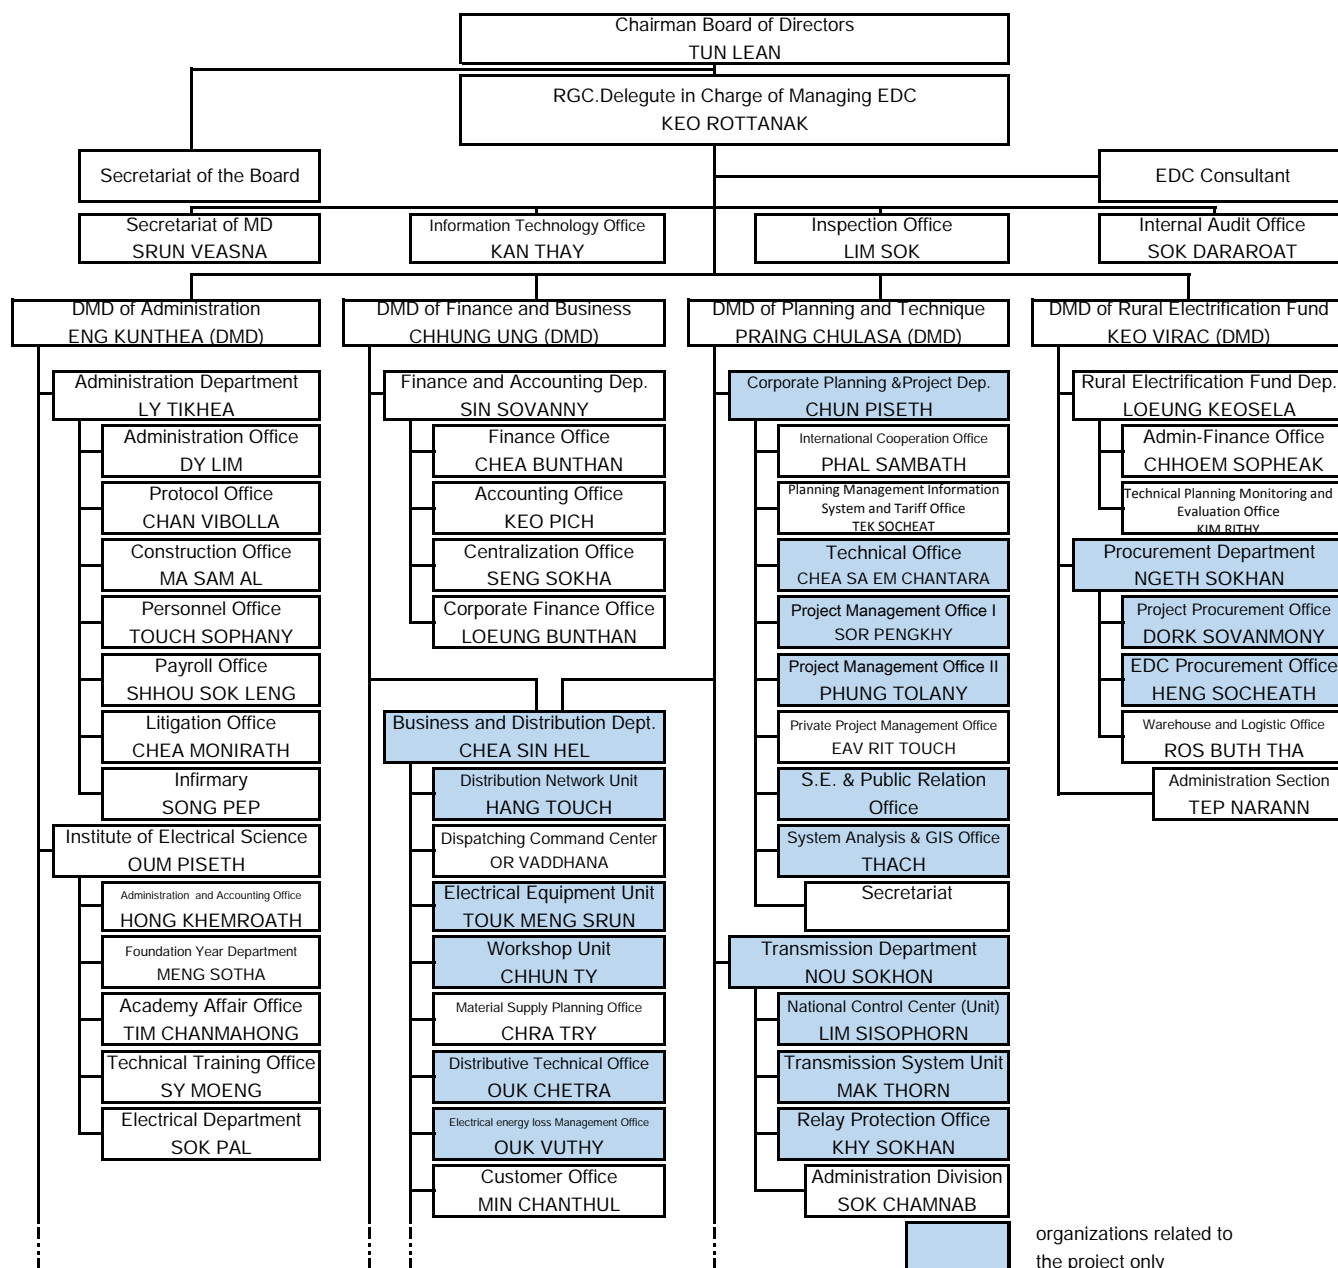 Chairman Board of Directors
TUN LEAN
RGC.Delegute in Charge of Managing EDC
KEO ROTTANAK
Secretariat of the Board
EDC Consultant
Secretariat of MD
SRUN VEASNA
Information Technology Office
KAN THAY
Inspection Office
LIM SOK
Internal Audit Office
SOK DARAROAT
DMD of Administration
ENG KUNTHEA (DMD)
DMD of Finance and Business
CHHUNG UNG (DMD)
DMD of Planning and Technique
PRAING CHULASA (DMD)
DMD of Rural Electrification Fund
KEO VIRAC (DMD)
Administration Department
LY TIKHEA
Administration Office
DY LIM
Protocol Office
CHAN VIBOLLA
Construction Office
MA SAM AL
Personnel Office
TOUCH SOPHANY
Payroll Office
SHHOU SOK LENG
Litigation Office
CHEA MONIRATH
Infirmary
SONG PEP
Institute of Electrical Science
OUM PISETH
Administration and Accounting Office
HONG KHEMROATH
Foundation Year Department
MENG SOTHA
Academy Affair Office
TIM CHANMAHONG
Technical Training Office
SY MOENG
Electrical Department
SOK PAL
Finance and Accounting Dep.
SIN SOVANNY
Finance Office
CHEA BUNTHAN
Accounting Office
KEO PICH
Centralization Office
SENG SOKHA
Corporate Finance Office
LOEUNG BUNTHAN
Business and Distribution Dept.
CHEA SIN HEL
Distribution Network Unit
HANG TOUCH
Dispatching Command Center
OR VADDHANA
Electrical Equipment Unit
TOUK MENG SRUN
Workshop Unit
CHHUN TY
Material Supply Planning Office
CHRA TRY
Distributive Technical Office
OUK CHETRA
Electrical energy loss Management Office
OUK VUTHY
Customer Office
MIN CHANTHUL
Corporate Planning &Project Dep.
CHUN PISETH
International Cooperation Office
PHAL SAMBATH
Planning Management Information
System and Tariff Office
TEK SOCHEAT
Technical Office
CHEA SA EM CHANTARA
Project Management Office I
SOR PENGKHY
Project Management Office II
PHUNG TOLANY
Private Project Management Office
EAV RIT TOUCH
S.E. & Public Relation
Office
System Analysis & GIS Office
THACH
Secretariat
Transmission Department
NOU SOKHON
National Control Center (Unit)
LIM SISOPHORN
Transmission System Unit
MAK THORN
Relay Protection Office
KHY SOKHAN
Administration Division
SOK CHAMNAB
Rural Electrification Fund Dep.
LOEUNG KEOSELA
Admin-Finance Office
CHHOEM SOPHEAK
Technical Planning Monitoring and
Evaluation Office
KIM RITHY
Procurement Department
NGETH SOKHAN
Project Procurement Office
DORK SOVANMONY
EDC Procurement Office
HENG SOCHEATH
Warehouse and Logistic Office
ROS BUTH THA
Administration Section
TEP NARANN
organizations related to
the project only